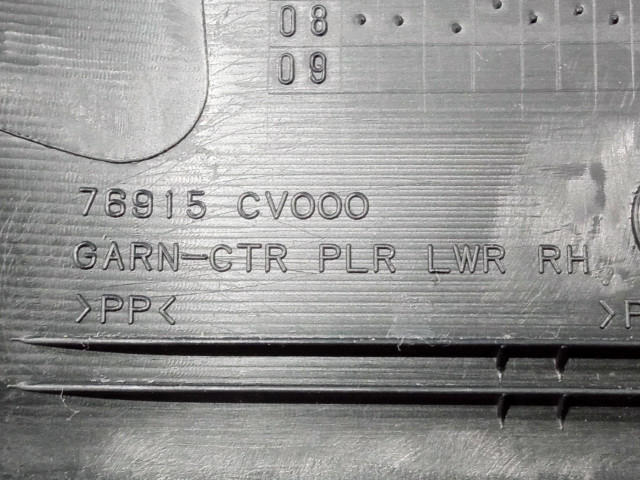 08
09
76915 CV000
GARN-CTR PLR LWR RH
>PP<